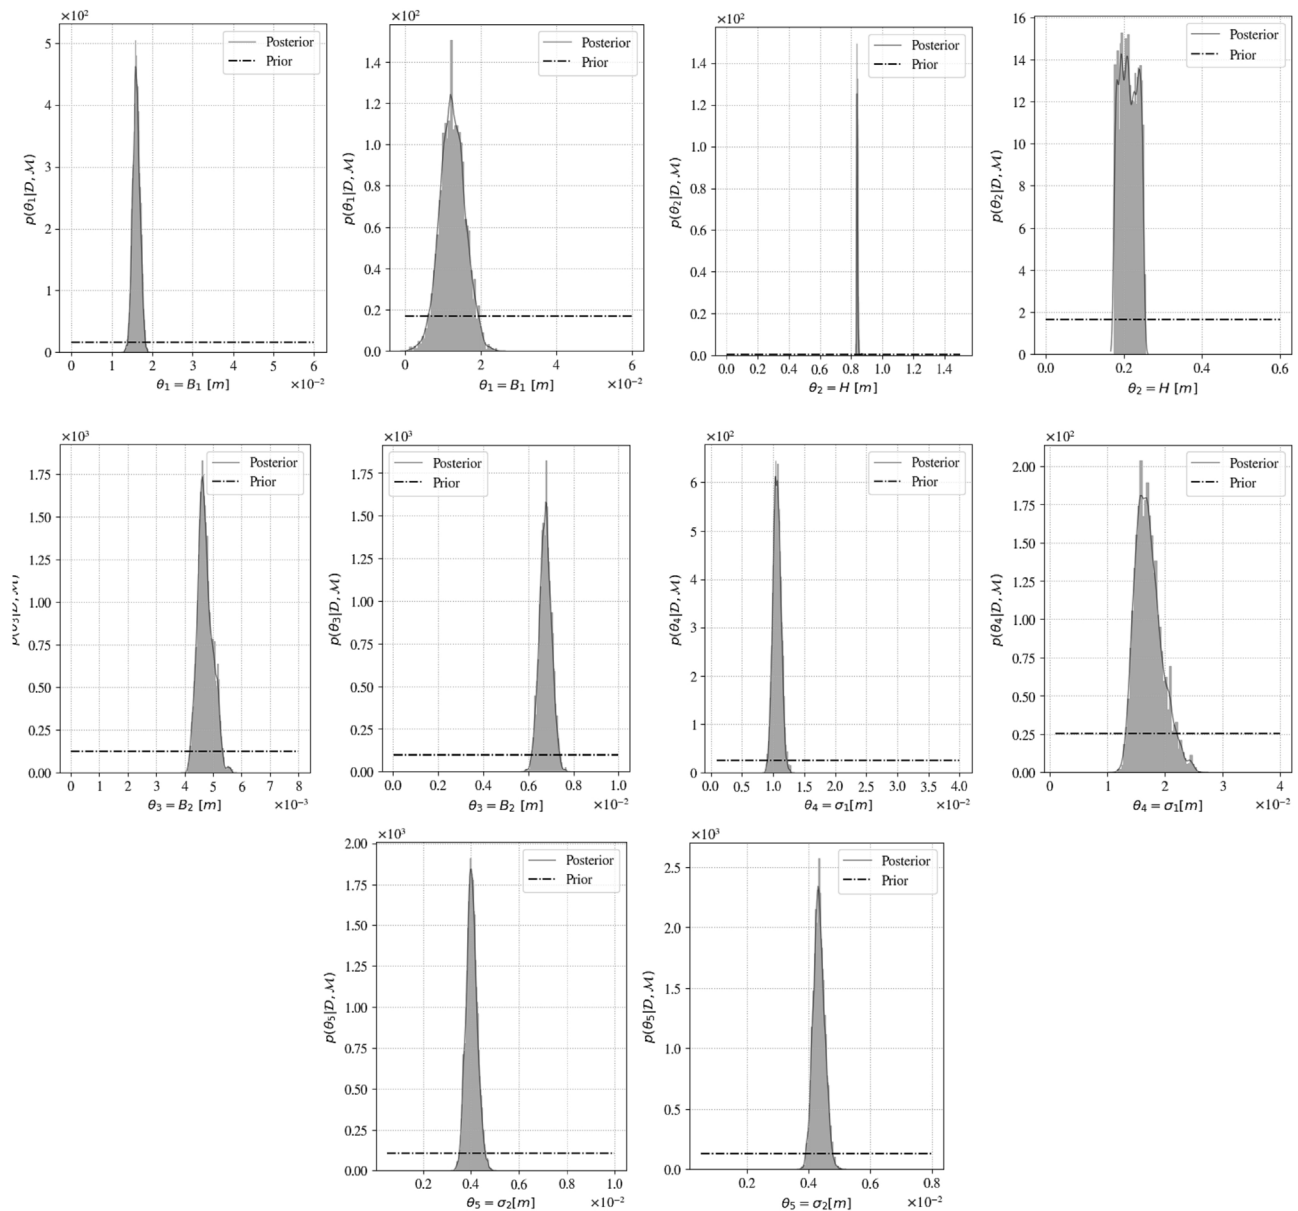 ×10²
5
4
3
2
1
0
0 1 2 3 4 5 6
×10⁻²
p(θ₁|D, M)
θ₁ = B₁ [m]
Posterior
Prior
×10²
1.4
1.2
×10²
0.8
0.6
0.4
0.2
0.0
0 2 4 6
×10⁻²
p(θ₁|D, M)
θ₁ = B₁ [m]
Posterior
Prior
×10²
1.4
1.2
×10²
0.8
0.6
0.4
0.2
0.0
0.0 0.2 0.4 0.6 0.8 1.0 1.2 1.4
p(θ₂|D, M)
θ₂ = H [m]
Posterior
Prior
16
14
12
10
8
6
4
2
0
0.0 0.2 0.4 0.6
p(θ₂|D, M)
θ₂ = H [m]
Posterior
Prior
×10³
1.75
1.50
1.25
1.00
0.75
0.50
0.25
0.00
0 1 2 3 4 5 6 7 8
×10⁻³
θ₃ = B₂ [m]
Posterior
Prior
×10³
1.75
1.50
1.25
1.00
0.75
0.50
0.25
0.00
0.0 0.2 0.4 0.6 0.8 1.0
×10⁻²
p(θ₃|D, M)
θ₃ = B₂ [m]
Posterior
Prior
×10²
6
5
4
3
2
1
0
0.0 0.5 1.0 1.5 2.0 2.5 3.0 3.5 4.0
×10⁻²
p(θ₄|D, M)
θ₄ = σ₁[m]
Posterior
Prior
×10²
2.00
1.75
1.50
1.25
1.00
0.75
0.50
0.25
0.00
0 1 2 3 4
×10⁻²
p(θ₄|D, M)
θ₄ = σ₁[m]
Posterior
Prior
×10³
2.00
1.75
1.50
1.25
1.00
0.75
0.50
0.25
0.00
0.2 0.4 0.6 0.8 1.0
×10⁻²
p(θ₅|D, M)
θ₅ = σ₂[m]
Posterior
Prior
×10³
2.5
2.0
1.5
1.0
0.5
0.0
0.2 0.4 0.6 0.8
×10⁻²
p(θ₅|D, M)
θ₅ = σ₂[m]
Posterior
Prior